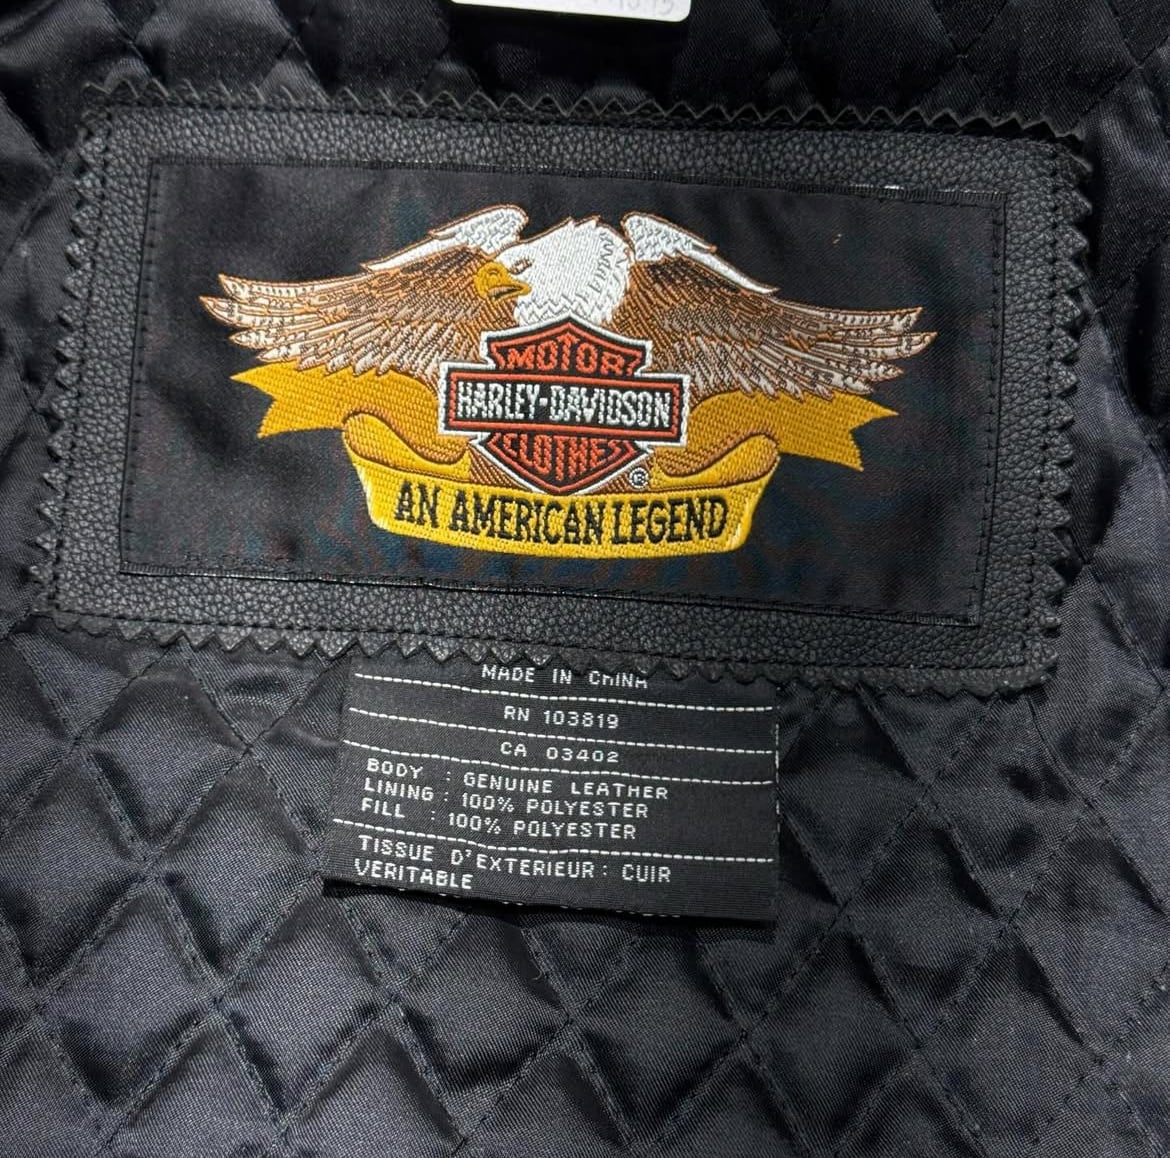 MOTOR
HARLEY-DAVIDSON
CLOTHES
®
AN AMERICAN LEGEND
MADE IN CHINA
RN 103819
CA 03402
BODY : GENUINE LEATHER
LINING : 100% POLYESTER
FILL : 100% POLYESTER
TISSUE D'EXTERIEUR: CUIR
VERITABLE